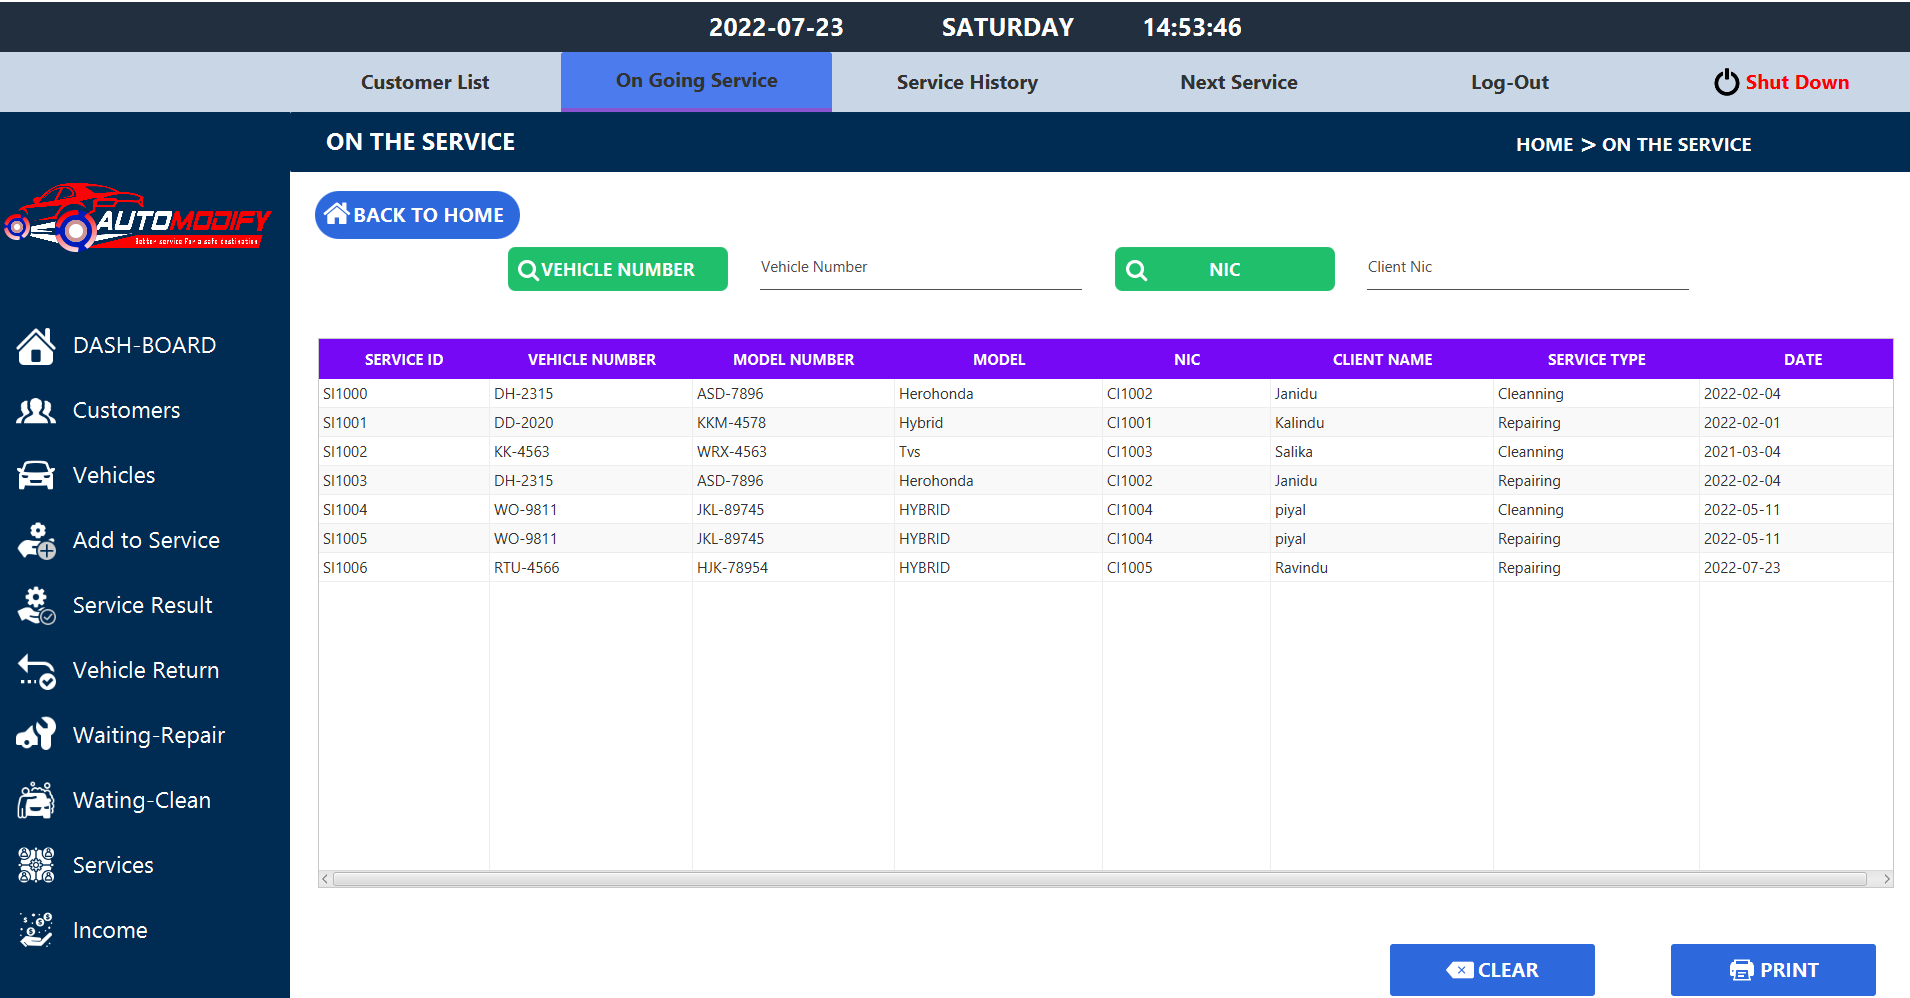 2022-07-23 SATURDAY 14:53:46
Customer List On Going Service Service History Next Service Log-Out Shut Down
ON THE SERVICE HOME > ON THE SERVICE
AUTOMODIFY
Better service For a safe destination
BACK TO HOME
VEHICLE NUMBER Vehicle Number NIC Client Nic
DASH-BOARD
Customers
Vehicles
Add to Service
Service Result
Vehicle Return
Waiting-Repair
Wating-Clean
Services
Income
SERVICE ID VEHICLE NUMBER MODEL NUMBER MODEL NIC CLIENT NAME SERVICE TYPE DATE
SI1000 DH-2315 ASD-7896 Herohonda CI1002 Janidu Cleanning 2022-02-04
SI1001 DD-2020 KKM-4578 Hybrid CI1001 Kalindu Repairing 2022-02-01
SI1002 KK-4563 WRX-4563 Tvs CI1003 Salika Cleanning 2021-03-04
SI1003 DH-2315 ASD-7896 Herohonda CI1002 Janidu Repairing 2022-02-04
SI1004 WO-9811 JKL-89745 HYBRID CI1004 piyal Cleanning 2022-05-11
SI1005 WO-9811 JKL-89745 HYBRID CI1004 piyal Repairing 2022-05-11
SI1006 RTU-4566 HJK-78954 HYBRID CI1005 Ravindu Repairing 2022-07-23
CLEAR PRINT